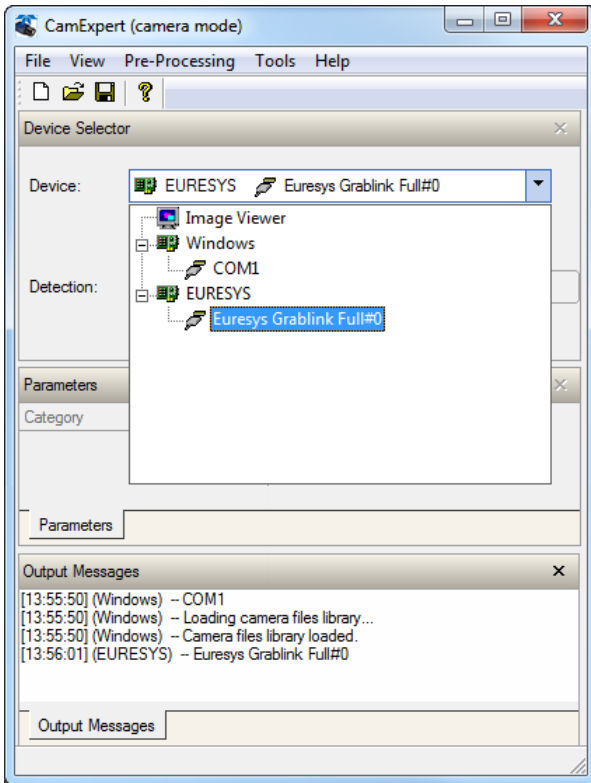 CamExpert (camera mode)
File View Pre-Processing Tools Help
Device Selector
Device: EURESYS Euresys Grablink Full#0
Image Viewer
Windows
COM1
Detection:
EURESYS
Euresys Grablink Full#0
Parameters
Category
Parameters
Output Messages
[13:55:50] (Windows) -- COM1
[13:55:50] (Windows) -- Loading camera files library...
[13:55:50] (Windows) -- Camera files library loaded.
[13:56:01] (EURESYS) -- Euresys Grablink Full#0
Output Messages